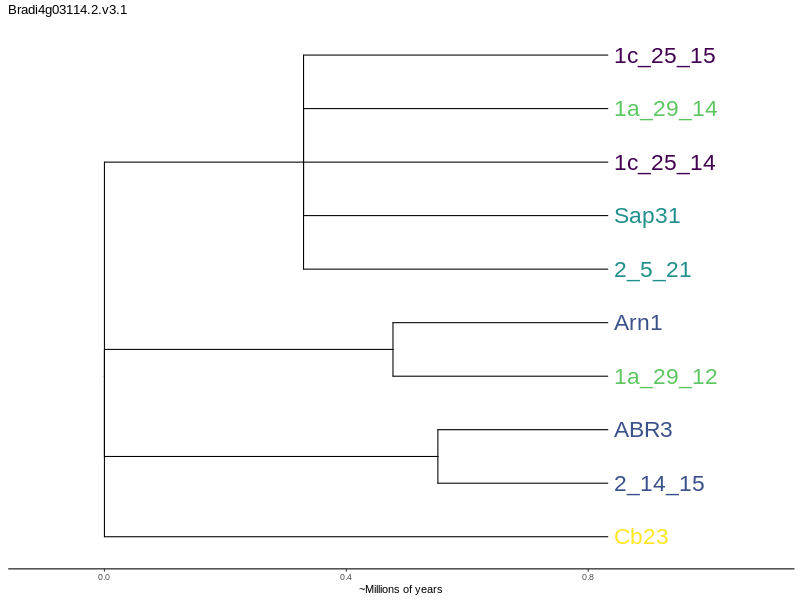 Bradi4g03114.2.v3.1
1c_25_15
1a_29_14
1c_25_14
Sap31
2_5_21
Arn1
1a_29_12
ABR3
2_14_15
Cb23
0.0 0.4 0.8
~Millions of years